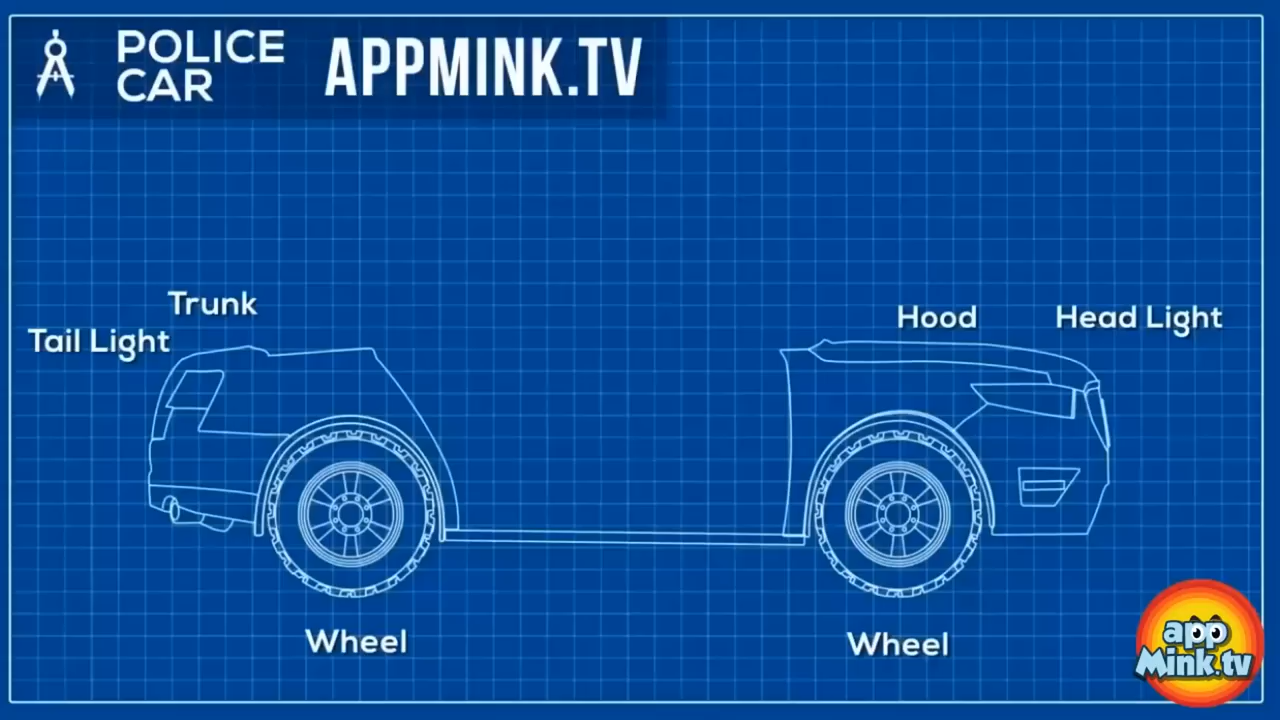 POLICE
CAR
APPMINK.TV
Trunk
Tail Light
Hood
Head Light
Wheel
Wheel
app
Mink.tv